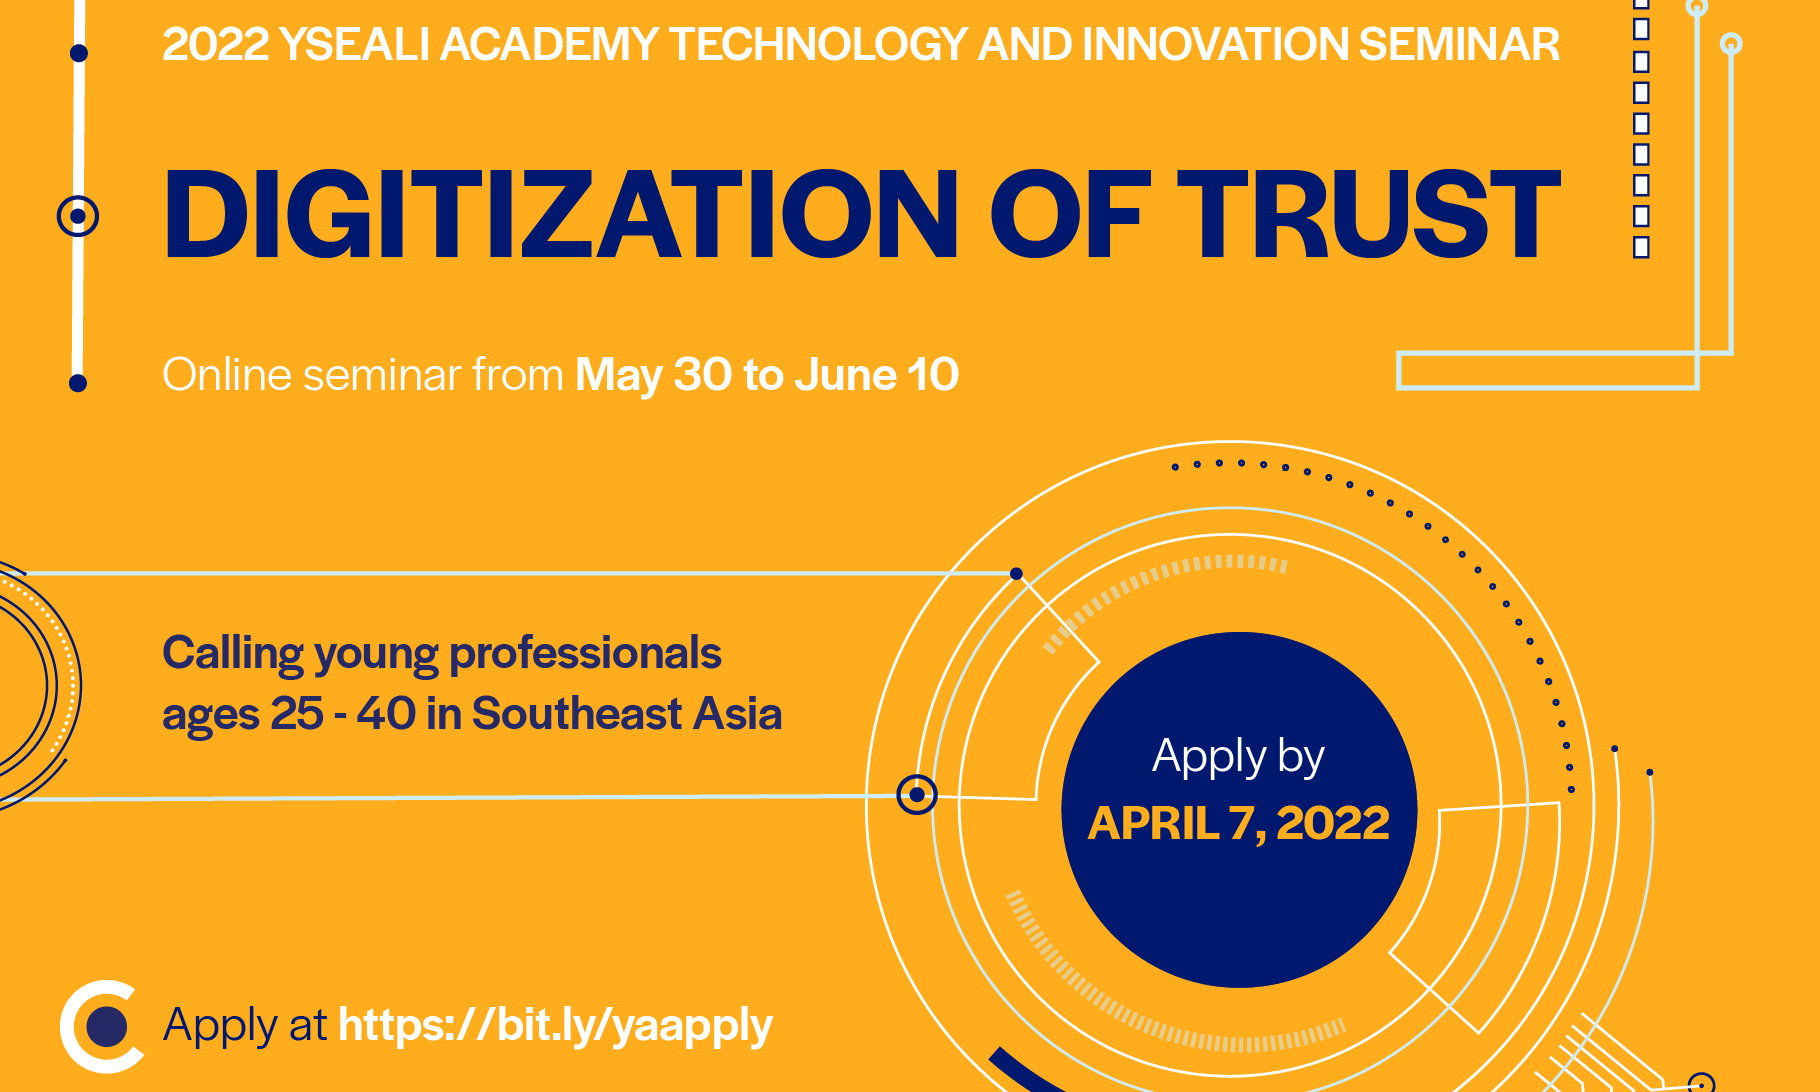 2022 YSEALI ACADEMY TECHNOLOGY AND INNOVATION SEMINAR
DIGITIZATION OF TRUST
Online seminar from May 30 to June 10
Calling young professionals
ages 25 - 40 in Southeast Asia
Apply by
APRIL 7, 2022
Apply at https://bit.ly/yaapply